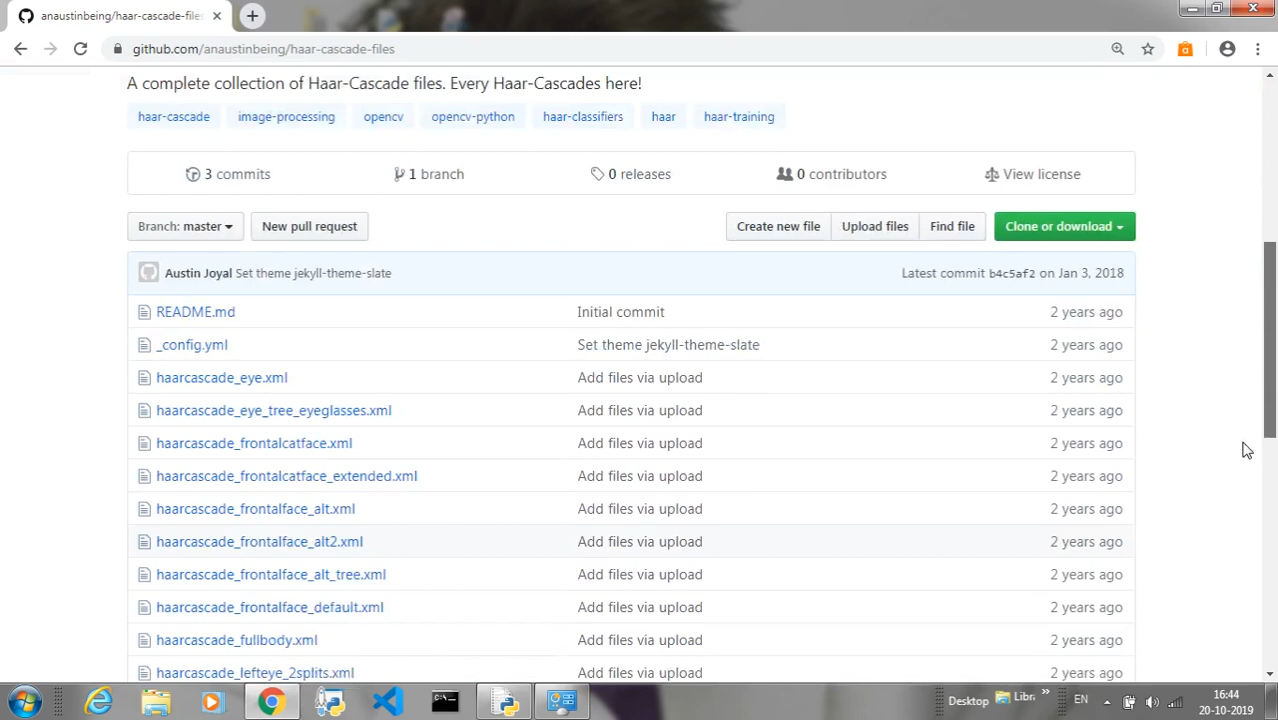 anaustinbeing/haar-cascade-files
github.com/anaustinbeing/haar-cascade-files
A complete collection of Haar-Cascade files. Every Haar-Cascades here!
haar-cascade image-processing opencv opencv-python haar-classifiers haar haar-training
3 commits 1 branch 0 releases 0 contributors View license
Branch: master New pull request Create new file Upload files Find file Clone or download
Austin Joyal Set theme jekyll-theme-slate Latest commit b4c5af2 on Jan 3, 2018
README.md Initial commit 2 years ago
_config.yml Set theme jekyll-theme-slate 2 years ago
haarcascade_eye.xml Add files via upload 2 years ago
haarcascade_eye_tree_eyeglasses.xml Add files via upload 2 years ago
haarcascade_frontalcatface.xml Add files via upload 2 years ago
haarcascade_frontalcatface_extended.xml Add files via upload 2 years ago
haarcascade_frontalface_alt.xml Add files via upload 2 years ago
haarcascade_frontalface_alt2.xml Add files via upload 2 years ago
haarcascade_frontalface_alt_tree.xml Add files via upload 2 years ago
haarcascade_frontalface_default.xml Add files via upload 2 years ago
haarcascade_fullbody.xml Add files via upload 2 years ago
haarcascade_lefteye_2splits.xml Add files via upload 2 years ago
Desktop Libr » EN 16:44
20-10-2019